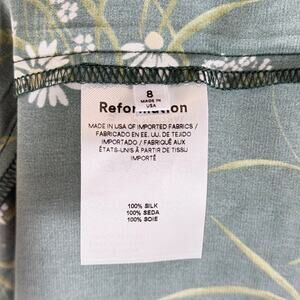 8
MADE IN
USA
Reformation
MADE IN USA OF IMPORTED FABRICS /
FABRICADO EN EE. UU. DE TEJIDO
IMPORTADO / FABRIQUÉ AUX
ÉTATS-UNIS À PARTIR DE TISSU
IMPORTÉ
100% SILK
100% SEDA
100% SOIE